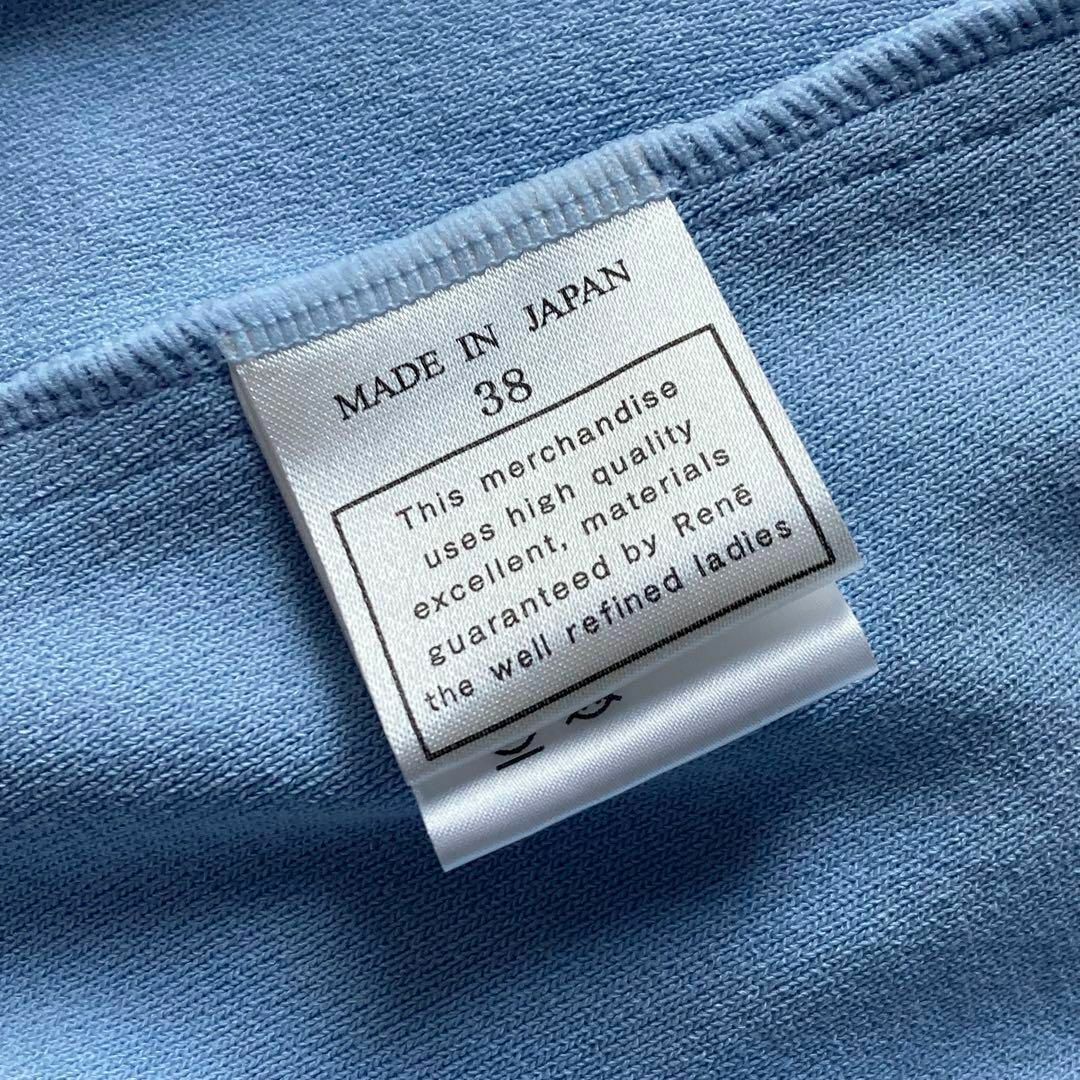 MADE IN JAPAN
38
This merchandise
uses high quality
excellent, materials
guaranteed by Renē
the well refined ladies